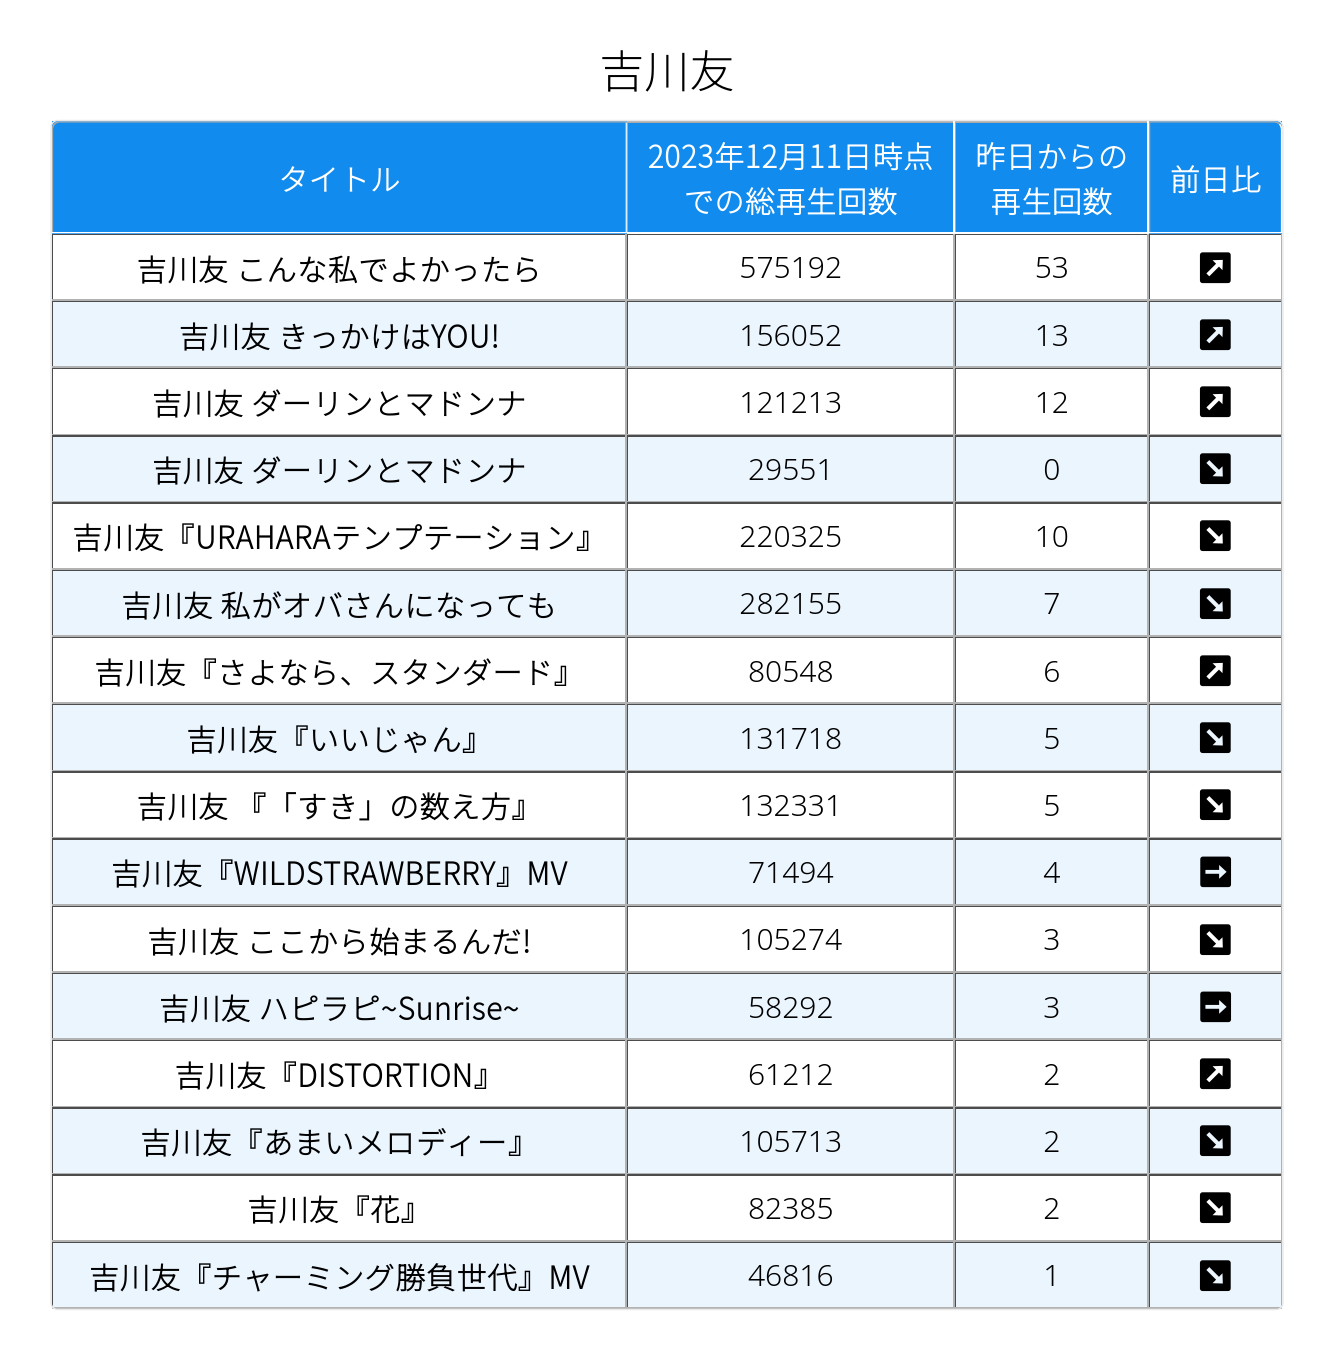 吉川友
タイトル
2023年12月11日時点
での総再生回数
昨日からの
再生回数
前日比
吉川友 こんな私でよかったら 575192 53 ↗
吉川友 きっかけはYOU! 156052 13 ↗
吉川友 ダーリンとマドンナ 121213 12 ↗
吉川友 ダーリンとマドンナ 29551 0 ↘
吉川友『URAHARAテンプテーション』 220325 10 ↘
吉川友 私がオバさんになっても 282155 7 ↘
吉川友『さよなら、スタンダード』 80548 6 ↗
吉川友『いいじゃん』 131718 5 ↘
吉川友 『「すき」の数え方』 132331 5 ↘
吉川友『WILDSTRAWBERRY』MV 71494 4 →
吉川友 ここから始まるんだ! 105274 3 ↘
吉川友 ハピラピ~Sunrise~ 58292 3 →
吉川友『DISTORTION』 61212 2 ↗
吉川友『あまいメロディー』 105713 2 ↘
吉川友『花』 82385 2 ↘
吉川友『チャーミング勝負世代』MV 46816 1 ↘